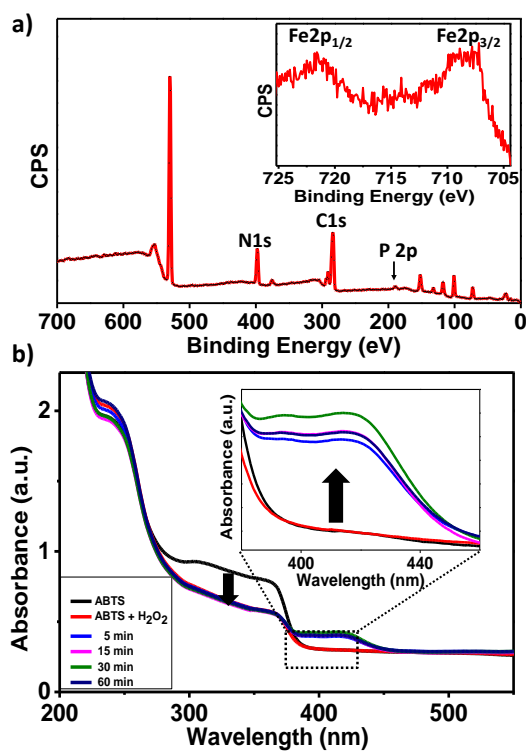 a)
Fe2p1/2
Fe2p3/2
CPS
725 720 715 710 704
Binding Energy (eV)
CPS
N1s
C1s
P 2p
700 600 500 400 300 200 100 0
Binding Energy (eV)
b)
2
1
0
Absorbance (a.u.)
Absorbance (a.u.)
400 440
Wavelength (nm)
ABTS
ABTS + H2O2
5 min
15 min
30 min
60 min
200 300 400 500
Wavelength (nm)